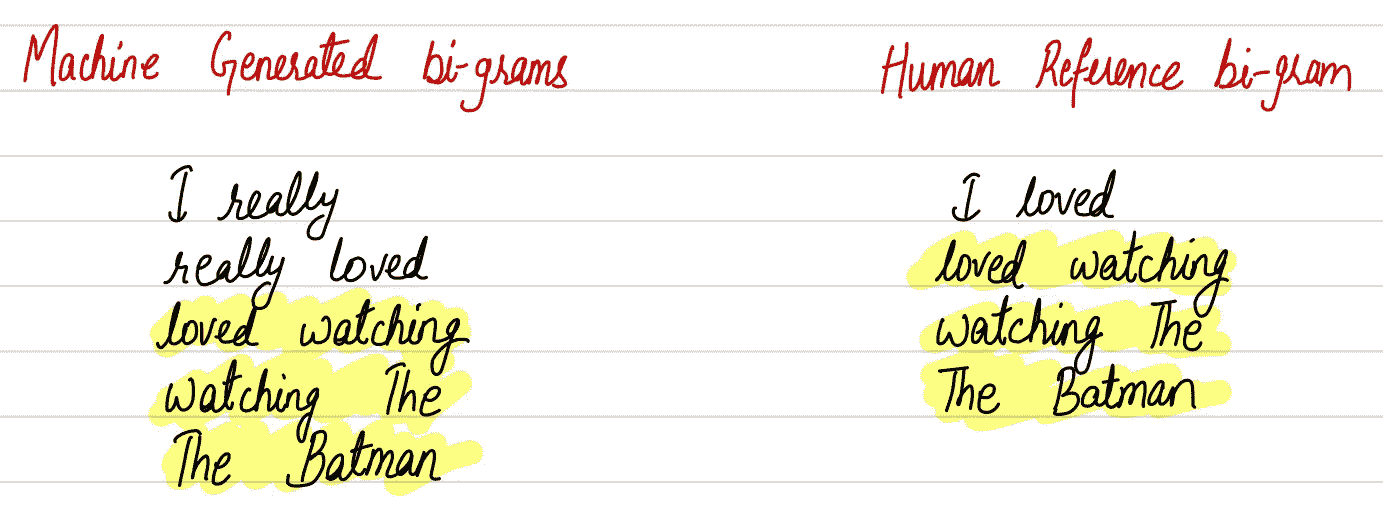 Machine Generated bi-grams
Human Reference bi-gram
I really
really loved
loved watching
watching The
The Batman
I loved
loved watching
watching The
The Batman